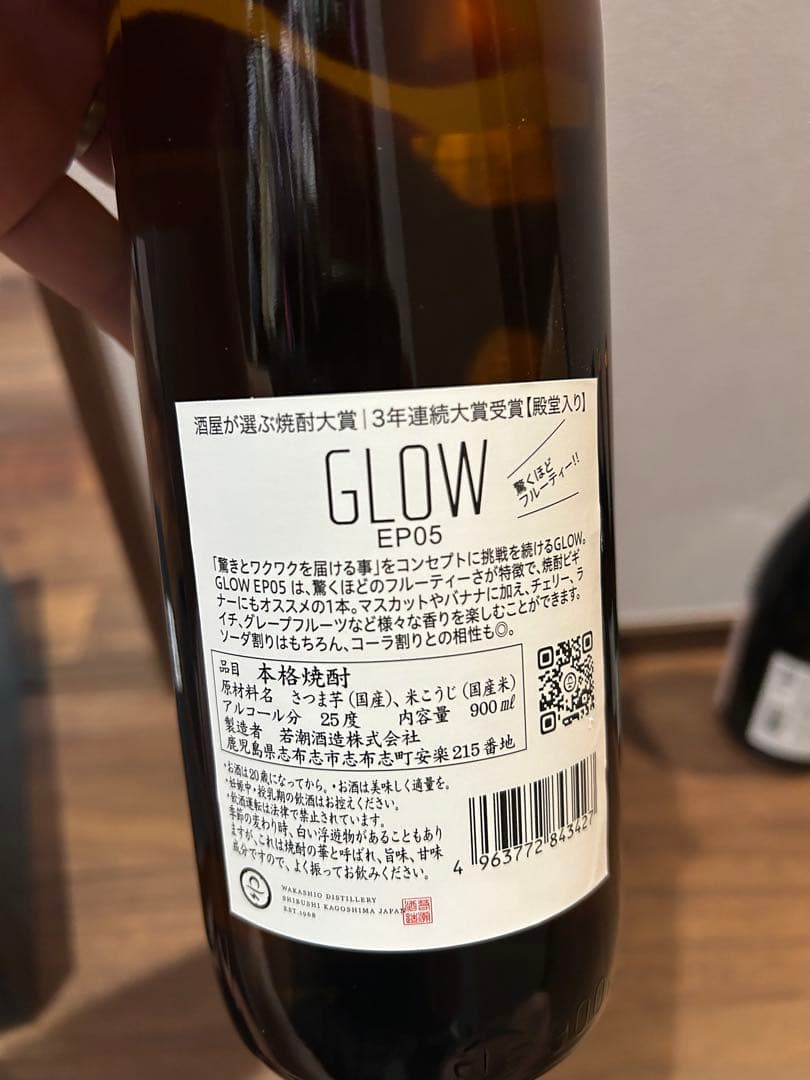 酒屋が選ぶ焼酎大賞｜3年連続大賞受賞【殿堂入り】
GLOW
驚くほど
フルーティー!!
EP05
「驚きとワクワクを届ける事」をコンセプトに挑戦を続けるGLOW。
GLOW EP05 は、驚くほどのフルーティーさが特徴で、焼酎ビギ
ナーにもオススメの1本。マスカットやバナナに加え、チェリー、ラ
イチ、グレープフルーツなど様々な香りを楽しむことができます。
ソーダ割りはもちろん、コーラ割りとの相性も◎。
品目 本格焼酎
原材料名 さつま芋（国産）、米こうじ（国産米）
アルコール分 25度 内容量 900㎖
製造者 若潮酒造株式会社
鹿児島県志布志市志布志町安楽215番地
・お酒は20歳になってから。・お酒は美味しく適量を。
・妊娠中・授乳期の飲酒はお控えください。
・飲酒運転は法律で禁止されています。
季節の変わり時、白い浮遊物があることもあり
ますが、これは焼酎の華と呼ばれ、旨味、甘味
成分ですので、よく振ってお飲みください。
4 963772 843427
WAKASHIO DISTILLERY
SHIBUSHI KAGOSHIMA JAPAN
EST.1968